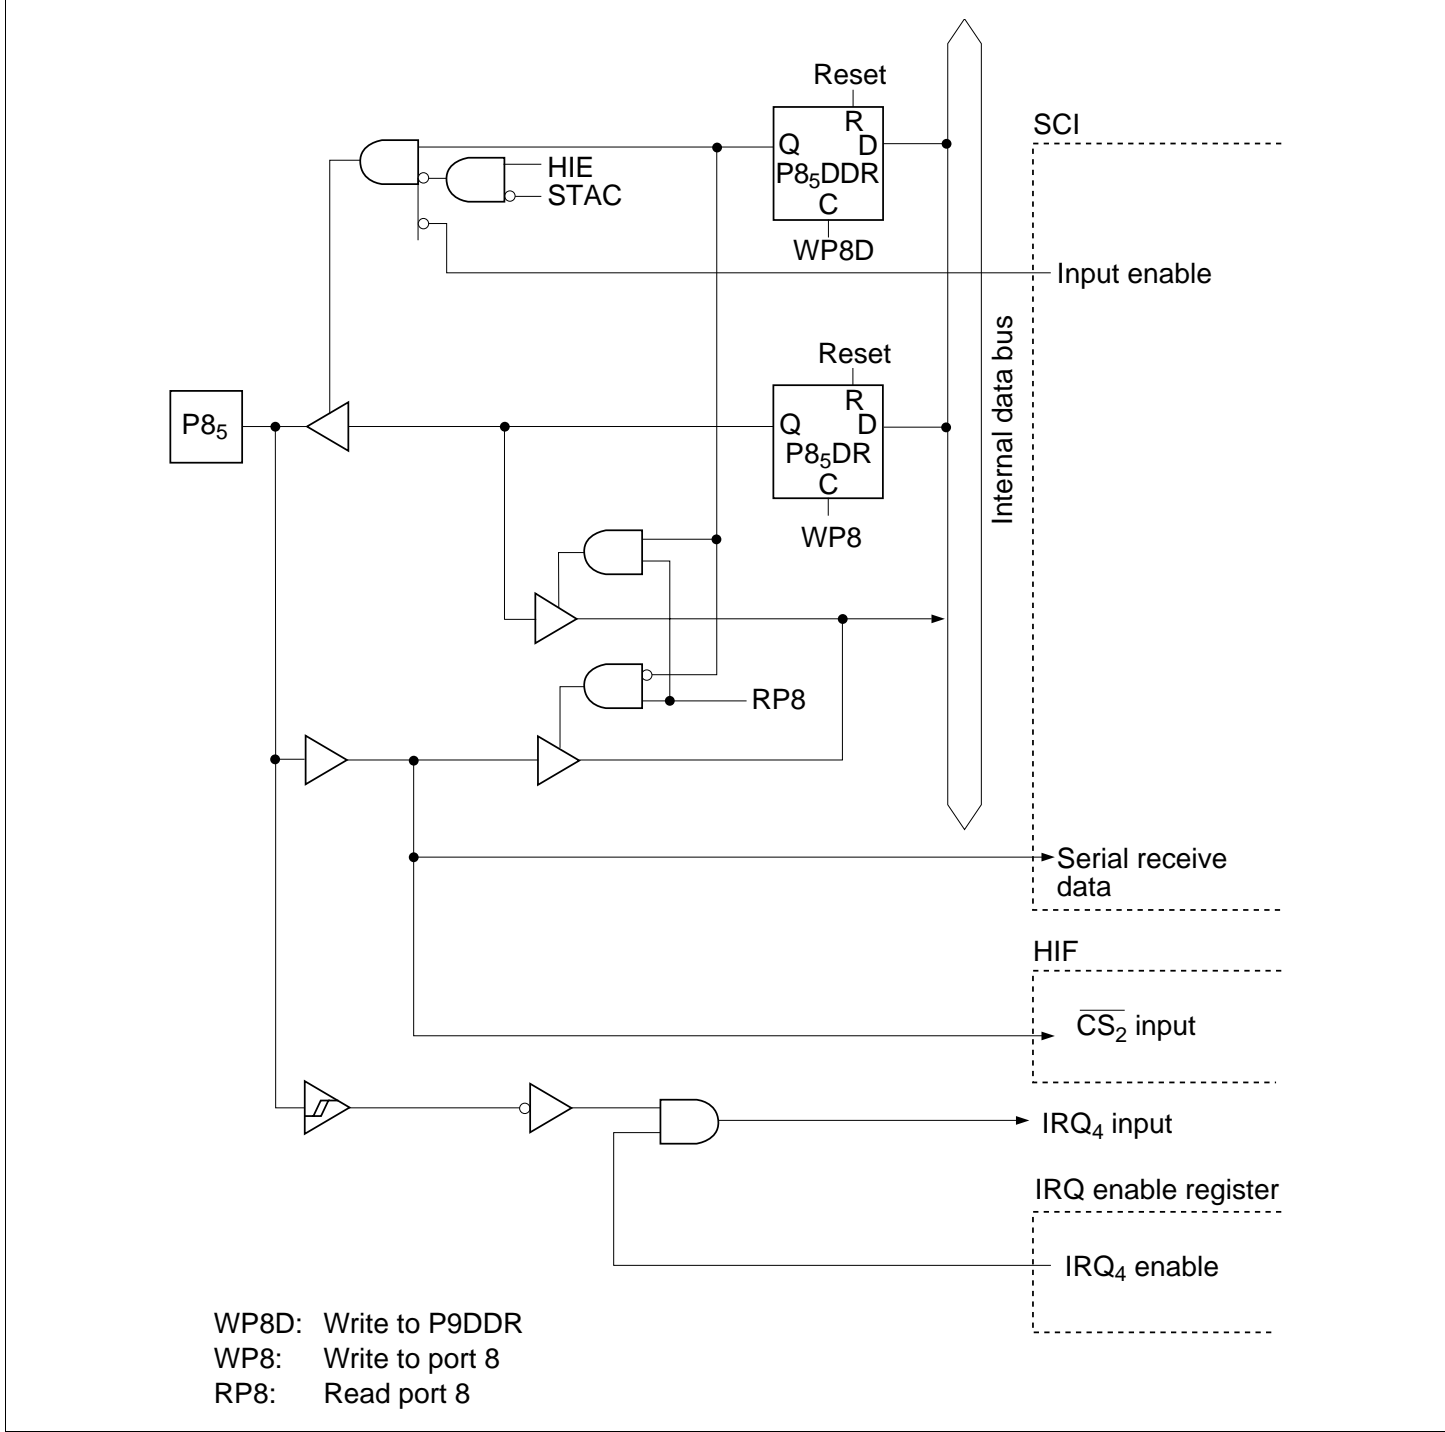 Reset
R
Q D
P8₅DDR
C
WP8D
HIE
STAC
SCI
Input enable
Internal data bus
Reset
R
Q D
P8₅DR
C
WP8
P8₅
RP8
Serial receive
data
HIF
C̅S̅₂ input
IRQ₄ input
IRQ enable register
IRQ₄ enable
WP8D: Write to P9DDR
WP8: Write to port 8
RP8: Read port 8